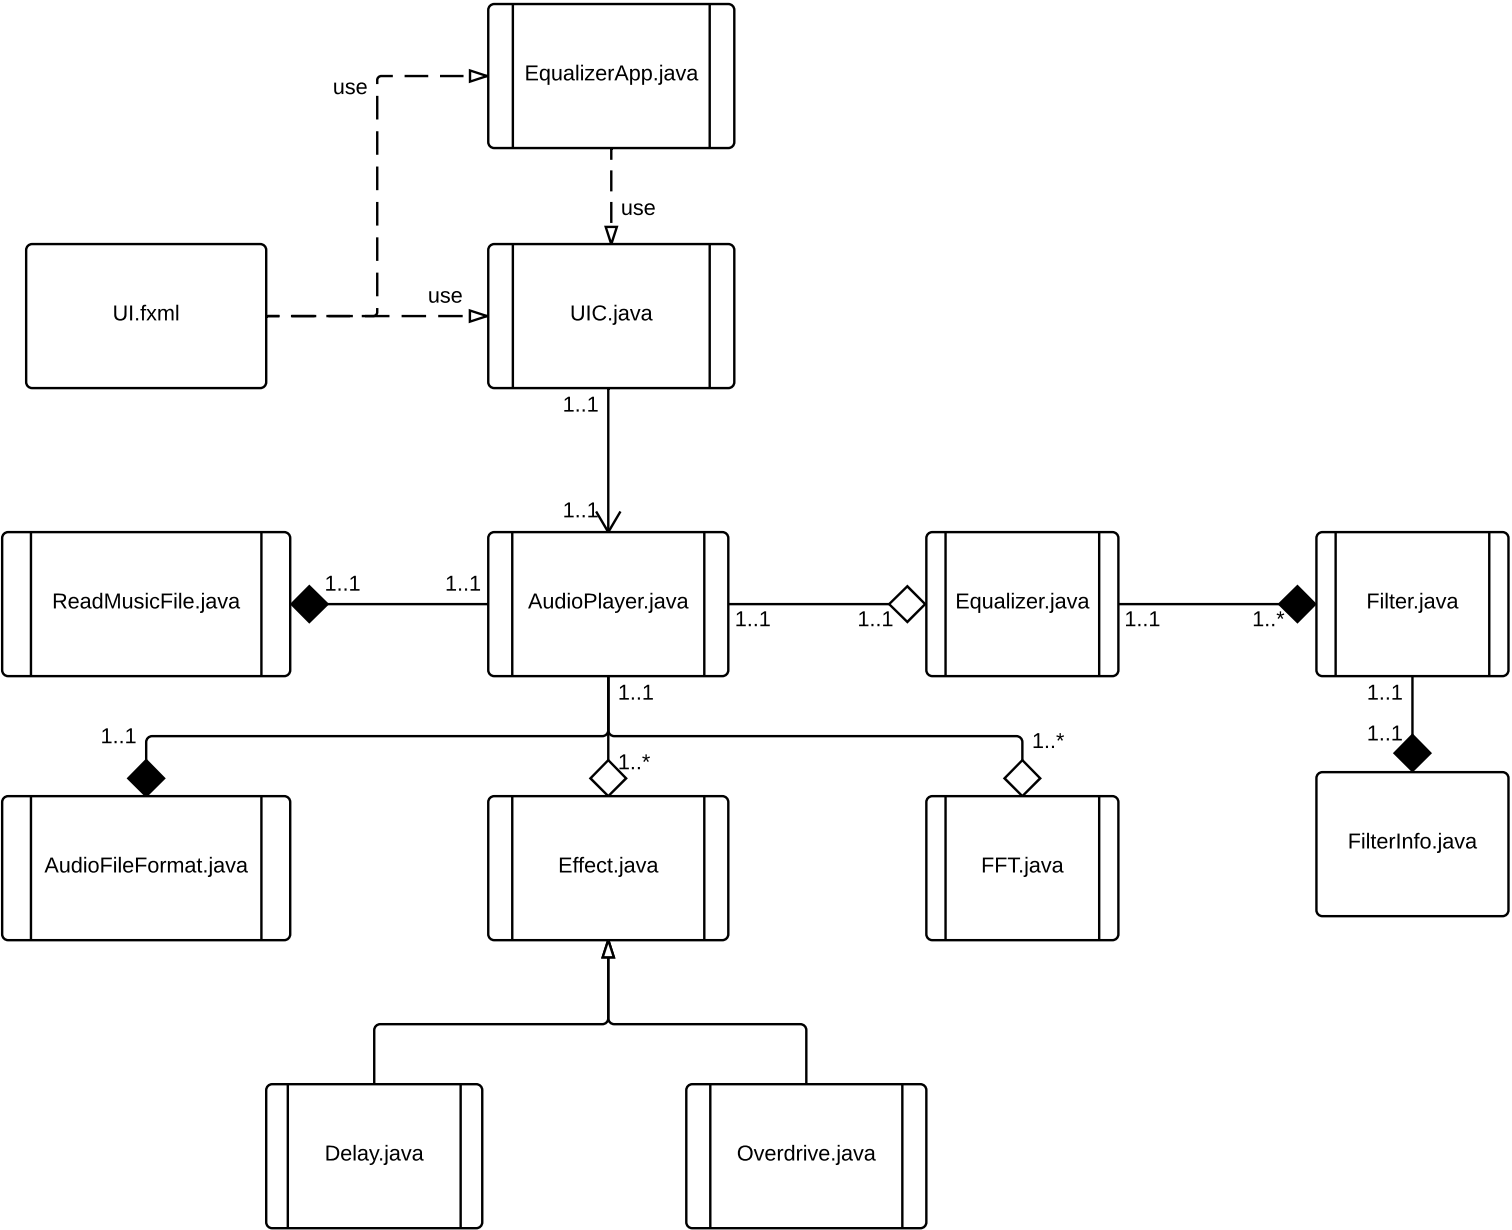 EqualizerApp.java
use
use
UI.fxml
use
UIC.java
1..1
1..1
ReadMusicFile.java
1..1
1..1
AudioPlayer.java
1..1
1..1
Equalizer.java
1..1
1..*
Filter.java
1..1
1..1
1..1
1..*
1..*
1..1
AudioFileFormat.java
Effect.java
FFT.java
FilterInfo.java
Delay.java
Overdrive.java